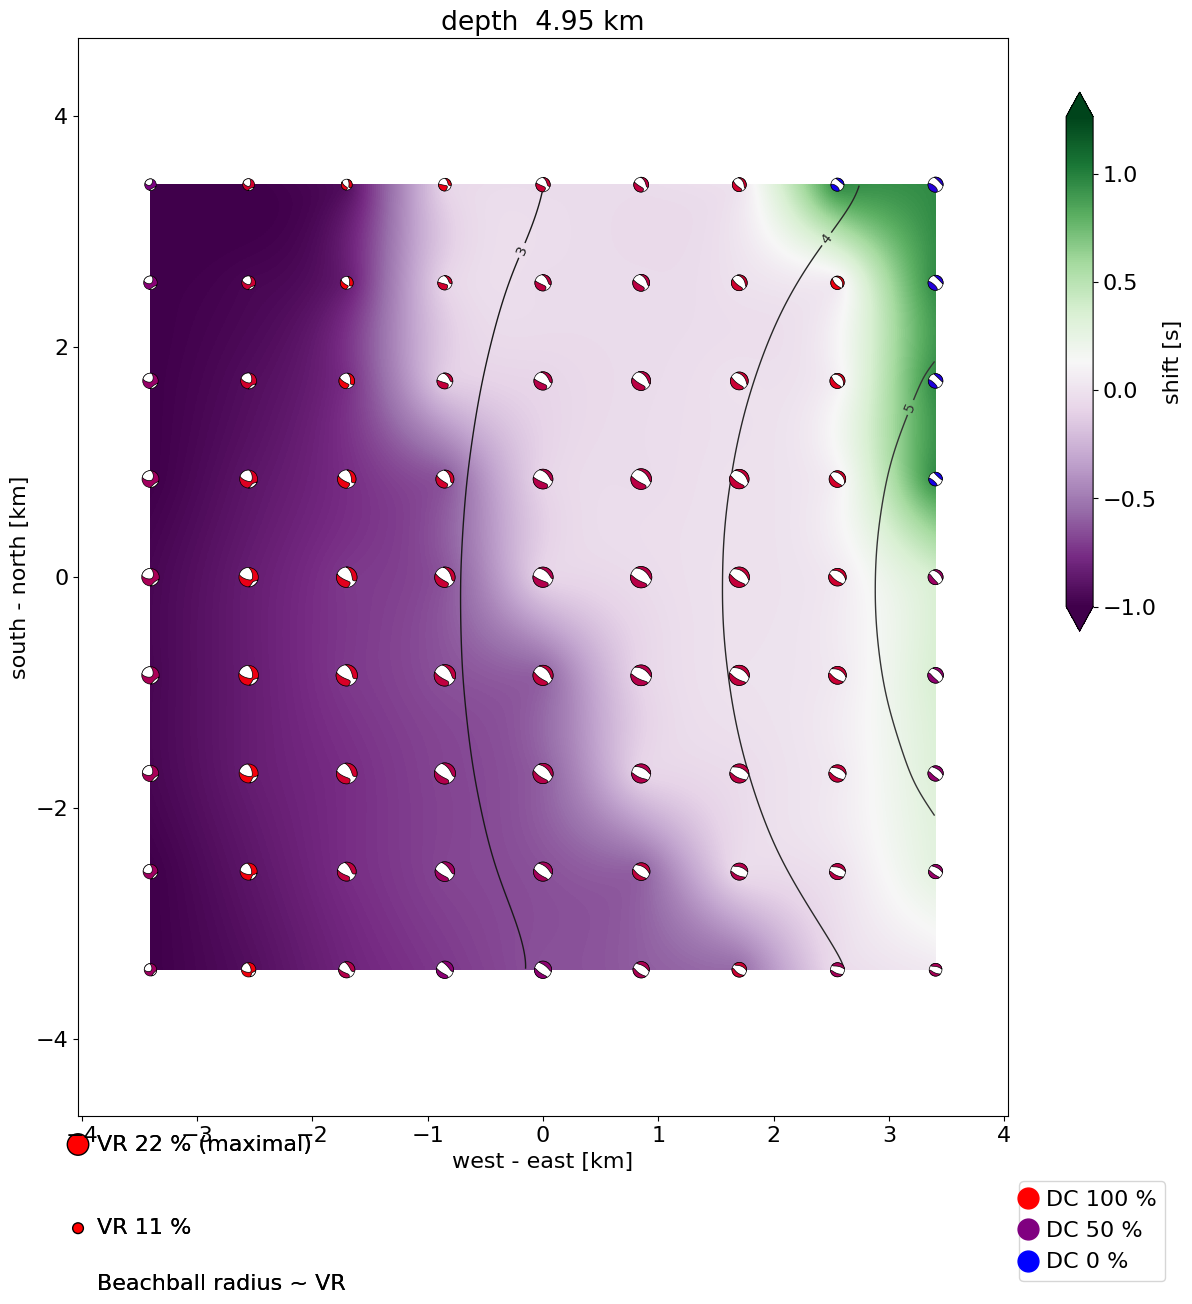 depth  4.95 km
4
2
0
−2
−4
south - north [km]
3
4
5
1.0
0.5
0.0
−0.5
−1.0
shift [s]
−4 −3 −2 −1 0 1 2 3 4
west - east [km]
VR 22 % (maximal)
VR 11 %
Beachball radius ~ VR
DC 100 %
DC 50 %
DC 0 %